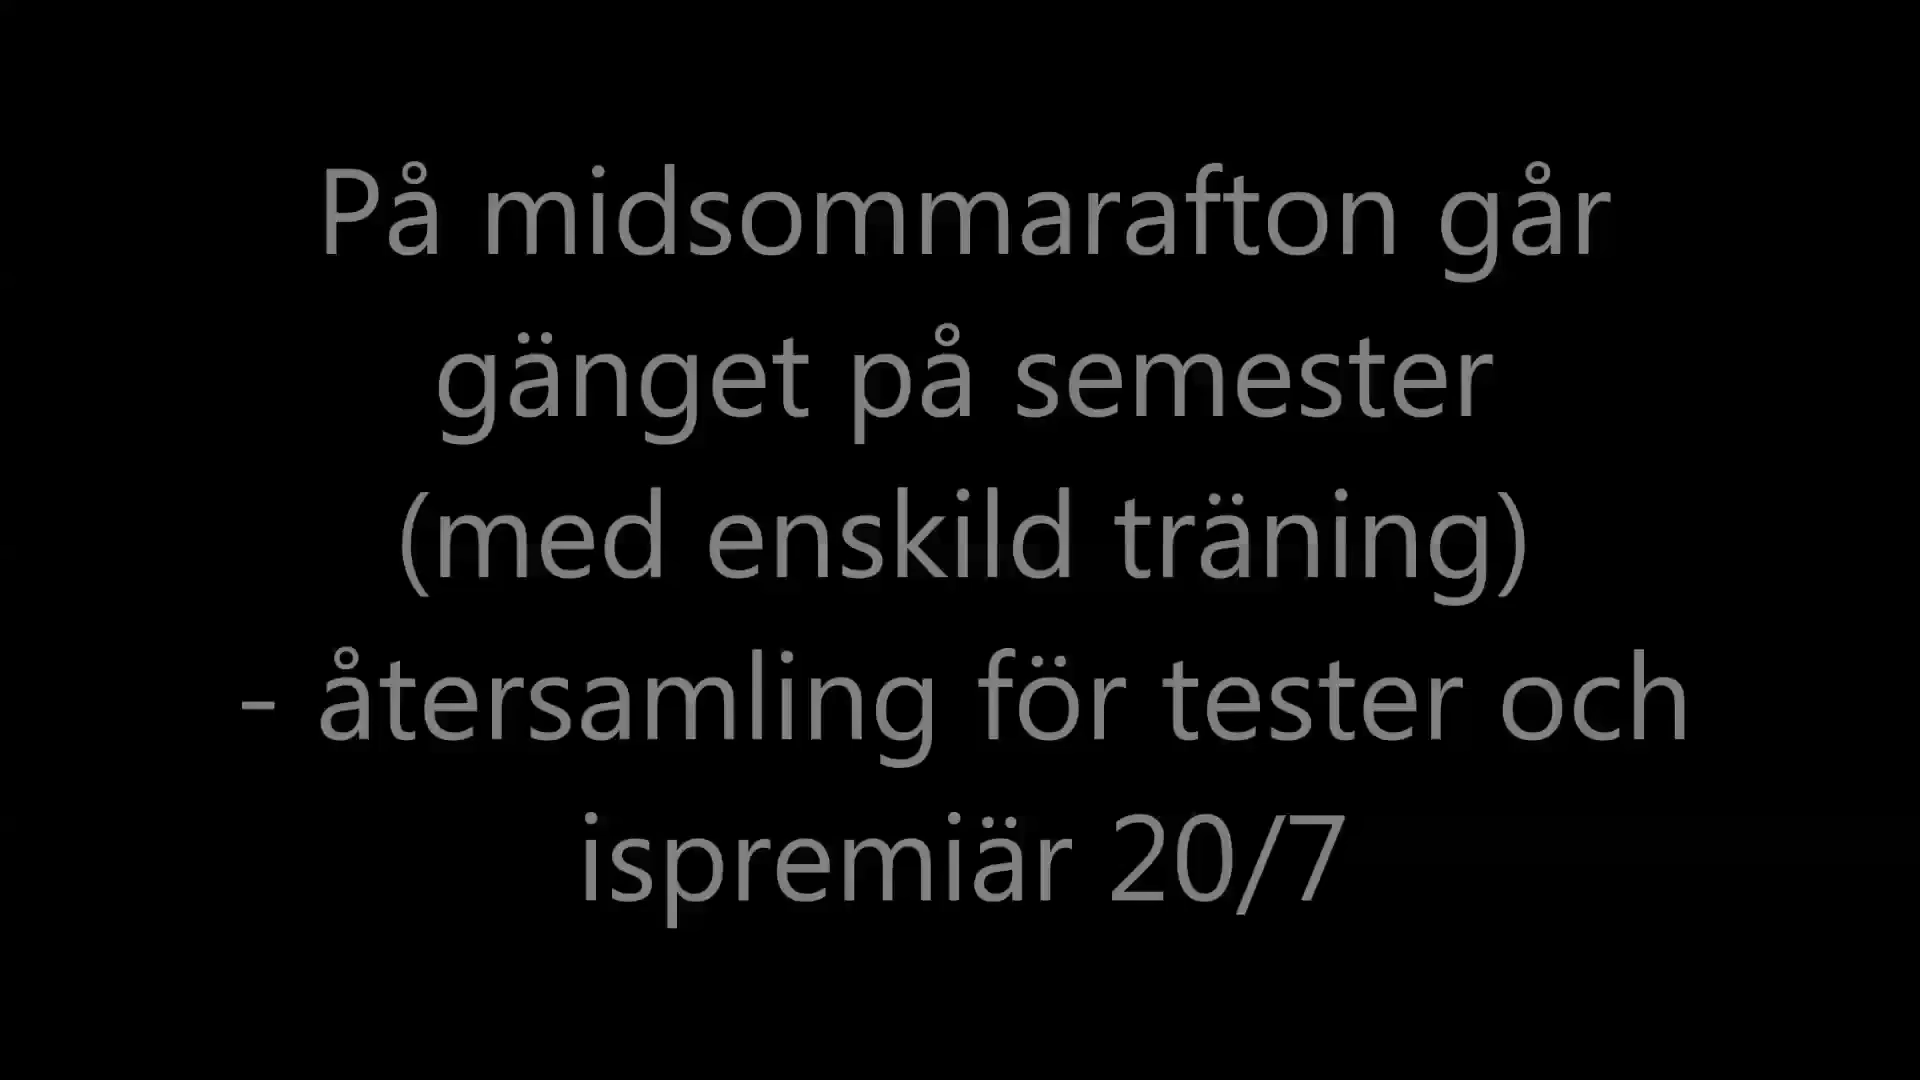 På midsommarafton går
gänget på semester
(med enskild träning)
- återsamling för tester och
ispremiär 20/7